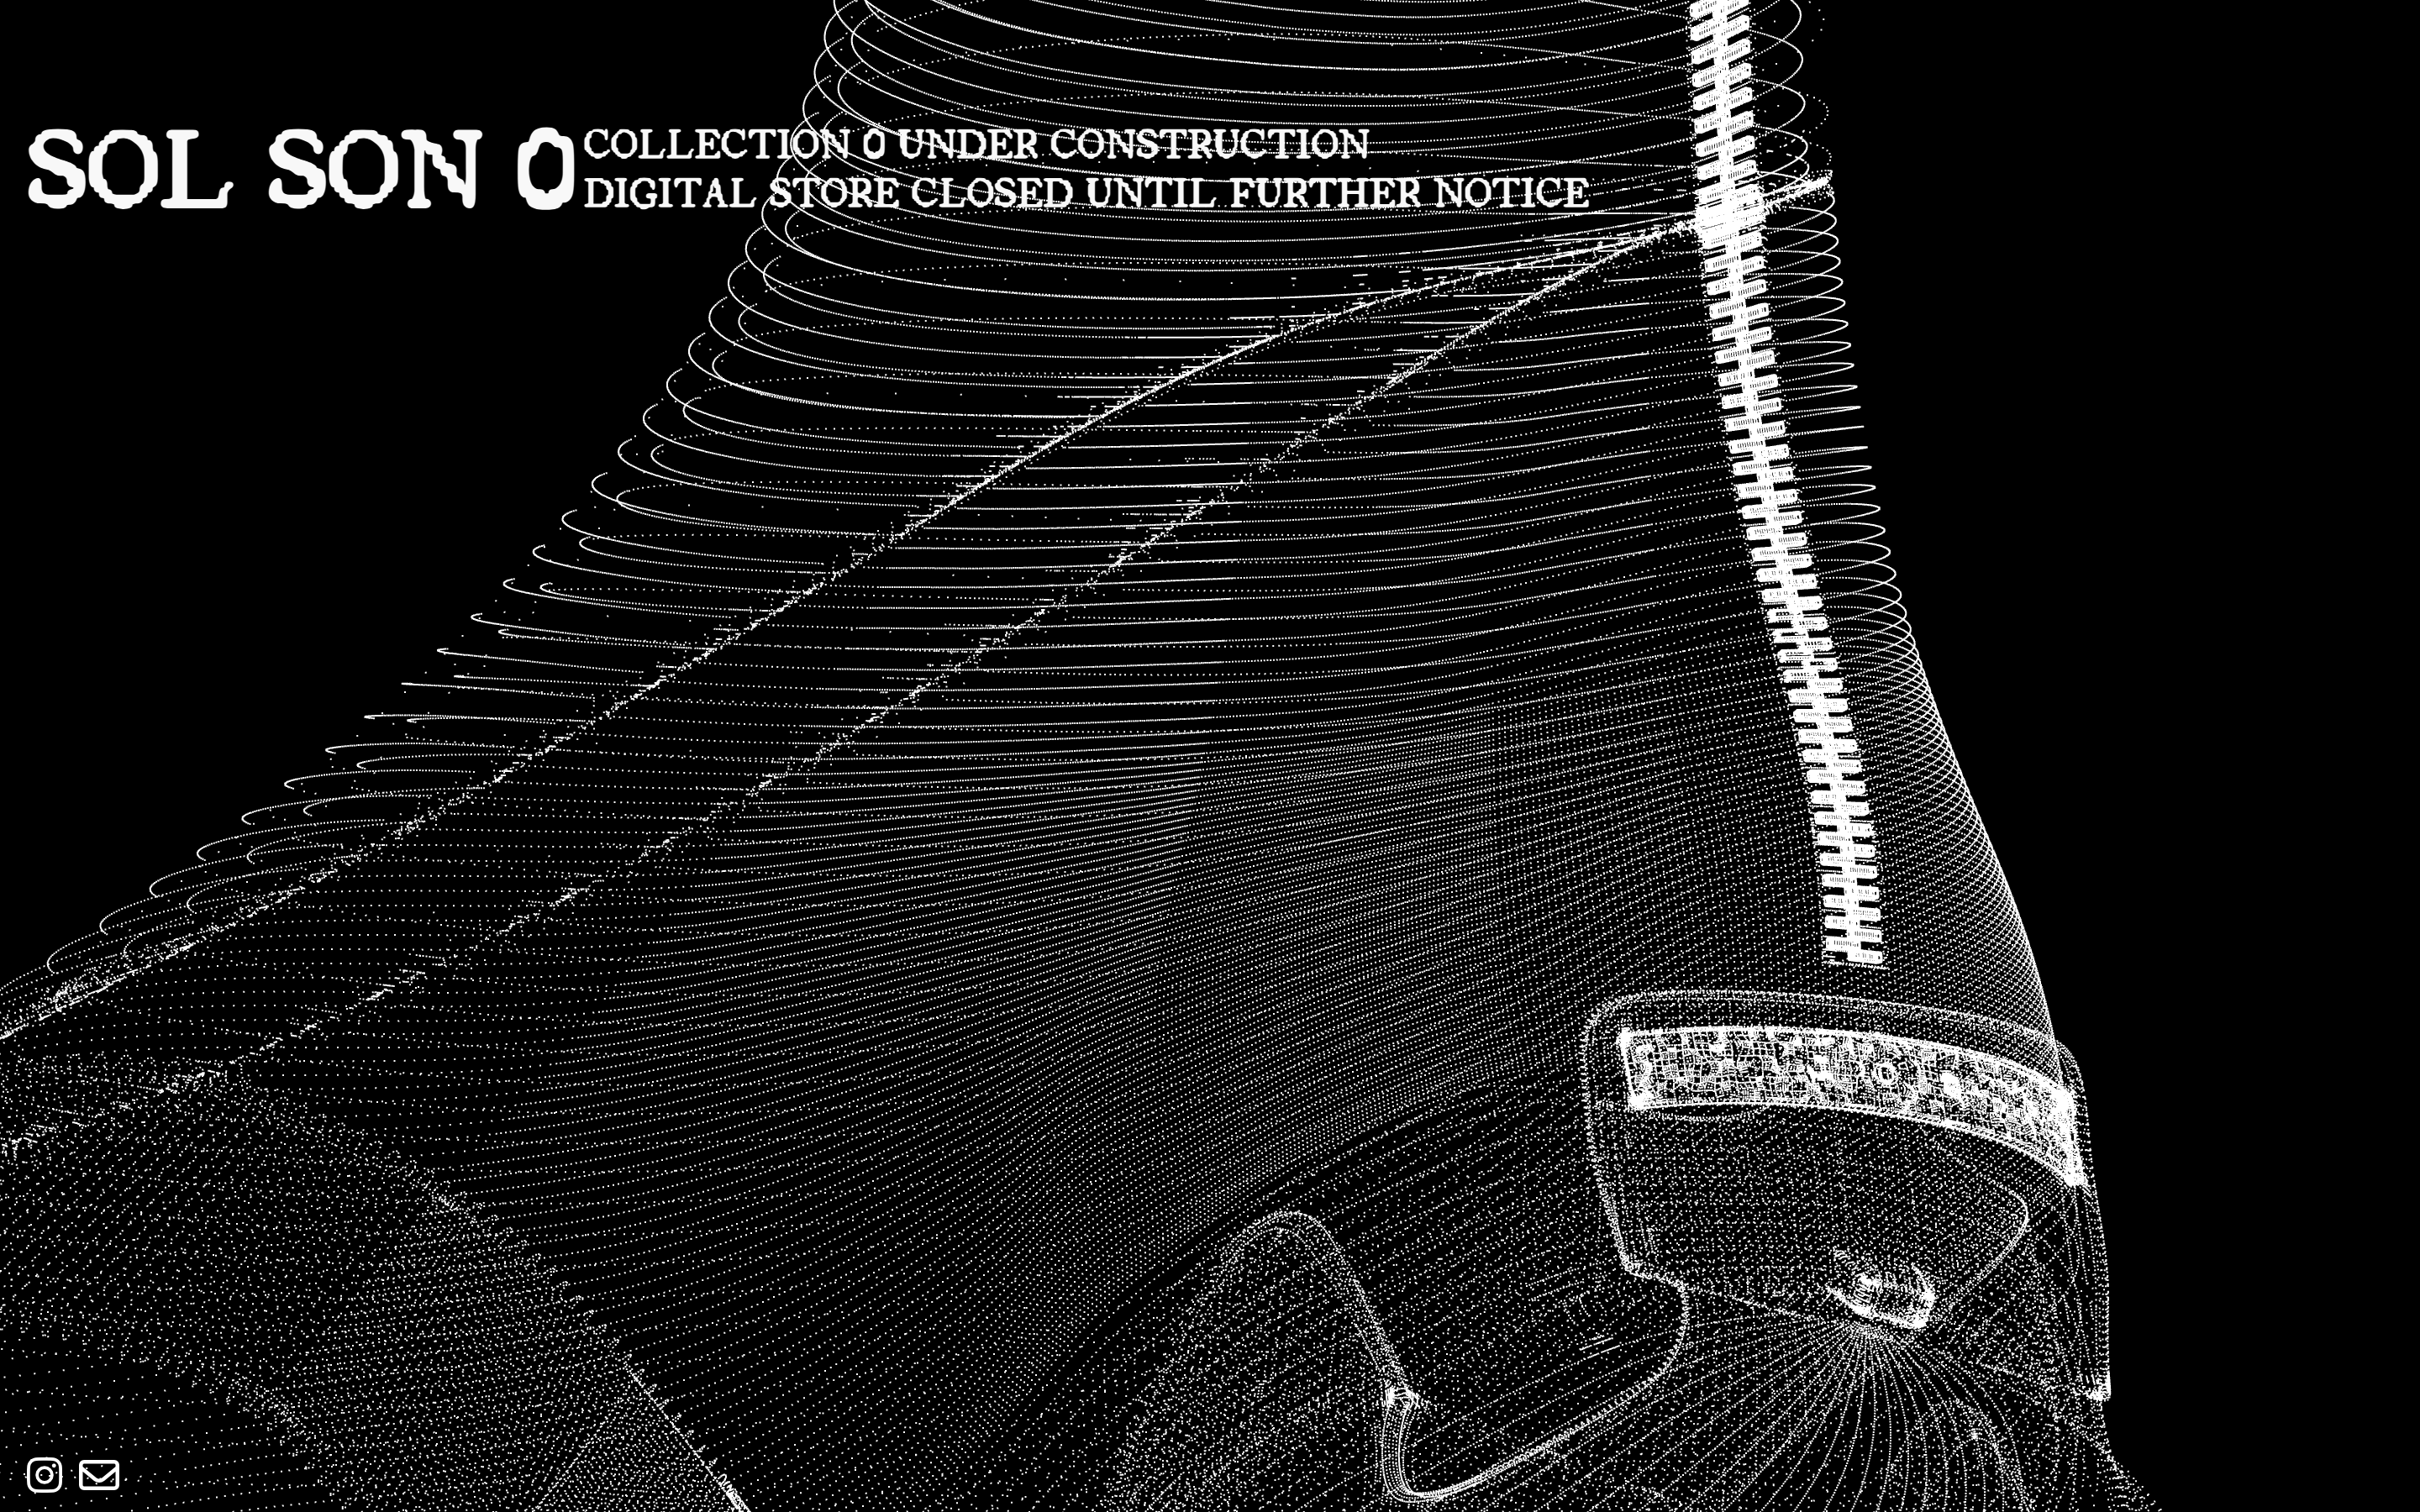 SOL SON 0
COLLECTION 0 UNDER CONSTRUCTION
DIGITAL STORE CLOSED UNTIL FURTHER NOTICE